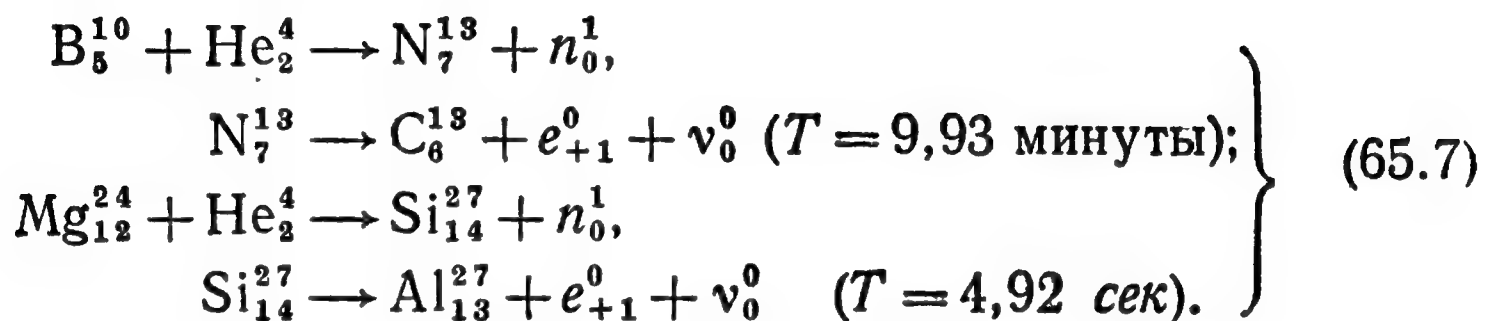 B₅¹⁰ + He₂⁴ → N₇¹³ + n₀¹,
N₇¹³ → C₆¹³ + e₊₁⁰ + ν₀⁰ (T = 9,93 минуты);
(65.7)
Mg₁₂²⁴ + He₂⁴ → Si₁₄²⁷ + n₀¹,
Si₁₄²⁷ → Al₁₃²⁷ + e₊₁⁰ + ν₀⁰ (T = 4,92 сек).